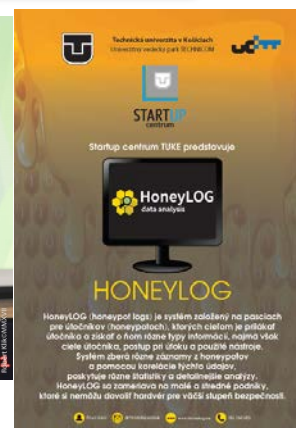 Technická univerzita v Košiciach
Univerzitný vedecký park TECHNICOM
STARTUP
centrum
Startup centrum TUKE predstavuje
HoneyLOG
data analysis
HONEYLOG
HoneyLOG (honeypot logs) je systém založený na pasciach
pre útočníkov (honeypotoch), ktorých cieľom je prilákať
útočníka a získať o ňom rôzne typy informácií, najmä však
ciele útočníka, postup pri útoku a použité nástroje.
Systém zberá rôzne záznamy z honeypotov
a pomocou korelácie týchto údajov,
poskytuje rôzne štatistiky a detailnejšie analýzy.
HoneyLOG sa zameriava na malé a stredné podniky,
ktoré si nemôžu dovoliť hardvér pre väčší stupeň bezpečnosti.